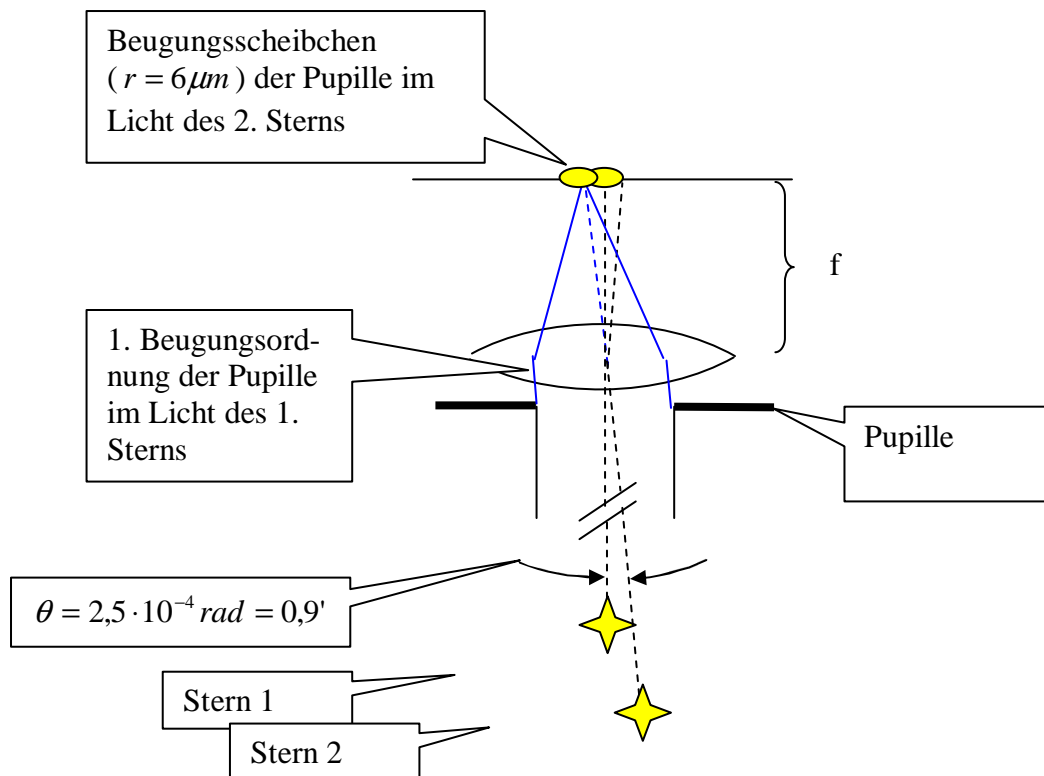 Beugungsscheibchen
( r = 6μm ) der Pupille im
Licht des 2. Sterns
f
1. Beugungsord-
nung der Pupille
im Licht des 1.
Sterns
Pupille
θ = 2,5 · 10⁻⁴ rad = 0,9'
Stern 1
Stern 2